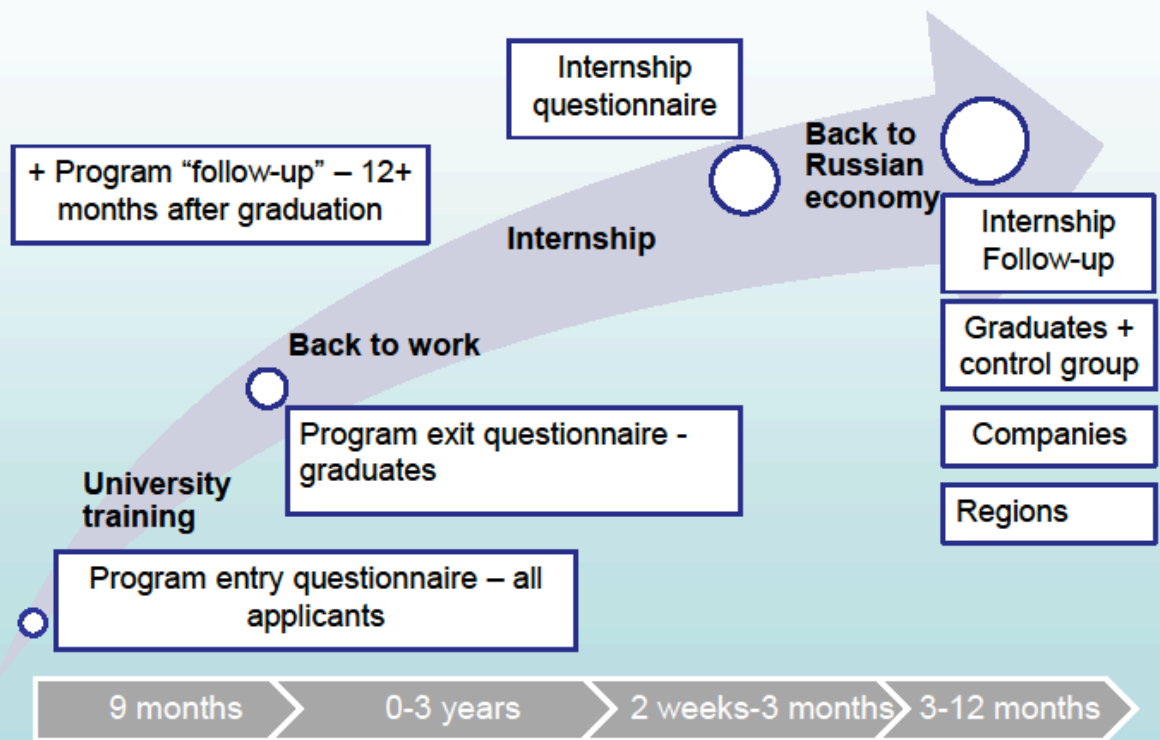 Internship
questionnaire
Back to
Russian
economy
+ Program “follow-up” – 12+
months after graduation
Internship
Internship
Follow-up
Graduates +
control group
Companies
Regions
Back to work
Program exit questionnaire -
graduates
University
training
Program entry questionnaire – all
applicants
9 months
0-3 years
2 weeks-3 months
3-12 months